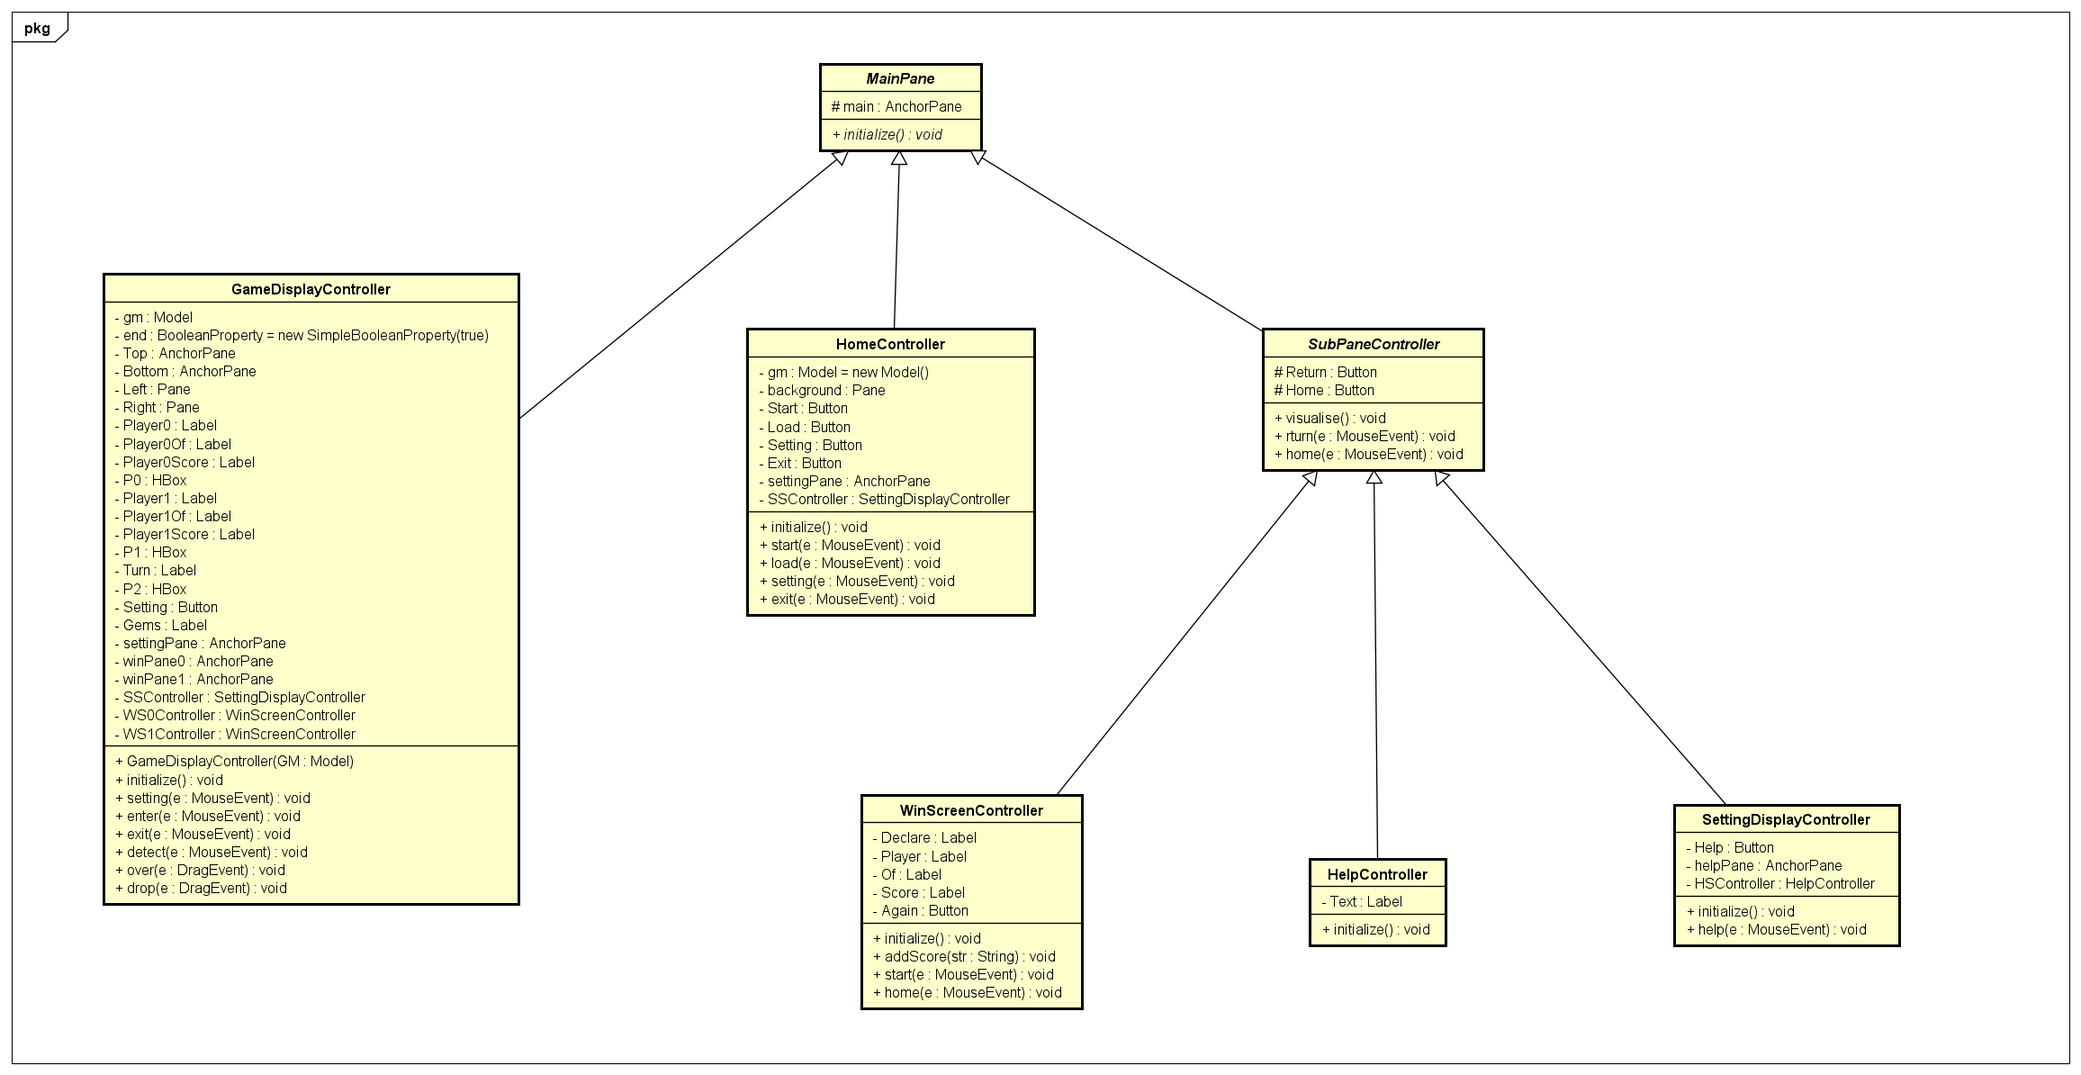 pkg
MainPane
# main : AnchorPane
+ initialize() : void
GameDisplayController
- gm : Model
- end : BooleanProperty = new SimpleBooleanProperty(true)
- Top : AnchorPane
- Bottom : AnchorPane
- Left : Pane
- Right : Pane
- Player0 : Label
- Player0Of : Label
- Player0Score : Label
- P0 : HBox
- Player1 : Label
- Player1Of : Label
- Player1Score : Label
- P1 : HBox
- Turn : Label
- P2 : HBox
- Setting : Button
- Gems : Label
- settingPane : AnchorPane
- winPane0 : AnchorPane
- winPane1 : AnchorPane
- SSController : SettingDisplayController
- WS0Controller : WinScreenController
- WS1Controller : WinScreenController
+ GameDisplayController(GM : Model)
+ initialize() : void
+ setting(e : MouseEvent) : void
+ enter(e : MouseEvent) : void
+ exit(e : MouseEvent) : void
+ detect(e : MouseEvent) : void
+ over(e : DragEvent) : void
+ drop(e : DragEvent) : void
HomeController
- gm : Model = new Model()
- background : Pane
- Start : Button
- Load : Button
- Setting : Button
- Exit : Button
- settingPane : AnchorPane
- SSController : SettingDisplayController
+ initialize() : void
+ start(e : MouseEvent) : void
+ load(e : MouseEvent) : void
+ setting(e : MouseEvent) : void
+ exit(e : MouseEvent) : void
SubPaneController
# Return : Button
# Home : Button
+ visualise() : void
+ rturn(e : MouseEvent) : void
+ home(e : MouseEvent) : void
WinScreenController
- Declare : Label
- Player : Label
- Of : Label
- Score : Label
- Again : Button
+ initialize() : void
+ addScore(str : String) : void
+ start(e : MouseEvent) : void
+ home(e : MouseEvent) : void
HelpController
- Text : Label
+ initialize() : void
SettingDisplayController
- Help : Button
- helpPane : AnchorPane
- HSController : HelpController
+ initialize() : void
+ help(e : MouseEvent) : void